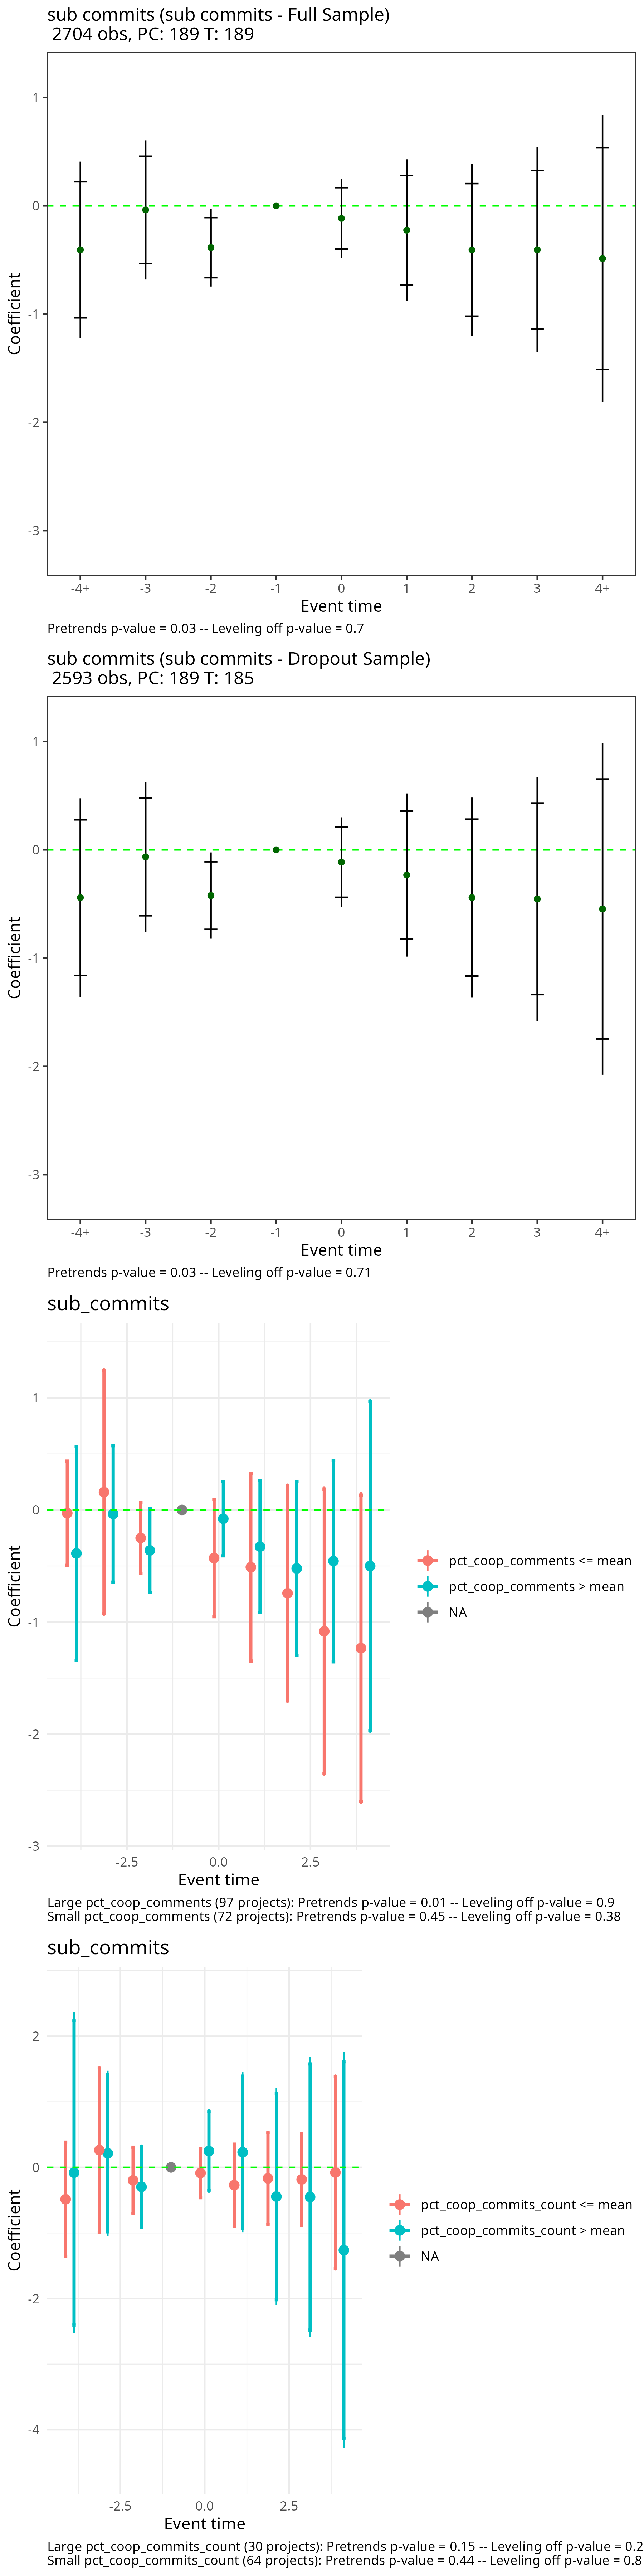 sub commits (sub commits - Full Sample)
2704 obs, PC: 189 T: 189
1
0
-1
-2
-3
Coefficient
-4+ -3 -2 -1 0 1 2 3 4+
Event time
Pretrends p-value = 0.03 -- Leveling off p-value = 0.7
sub commits (sub commits - Dropout Sample)
2593 obs, PC: 189 T: 185
1
0
-1
-2
-3
Coefficient
-4+ -3 -2 -1 0 1 2 3 4+
Event time
Pretrends p-value = 0.03 -- Leveling off p-value = 0.71
sub_commits
1
0
-1
-2
-3
Coefficient
-2.5 0.0 2.5
Event time
pct_coop_comments <= mean
pct_coop_comments > mean
NA
Large pct_coop_comments (97 projects): Pretrends p-value = 0.01 -- Leveling off p-value = 0.9
Small pct_coop_comments (72 projects): Pretrends p-value = 0.45 -- Leveling off p-value = 0.38
sub_commits
2
0
-2
-4
Coefficient
-2.5 0.0 2.5
Event time
pct_coop_commits_count <= mean
pct_coop_commits_count > mean
NA
Large pct_coop_commits_count (30 projects): Pretrends p-value = 0.15 -- Leveling off p-value = 0.2
Small pct_coop_commits_count (64 projects): Pretrends p-value = 0.44 -- Leveling off p-value =